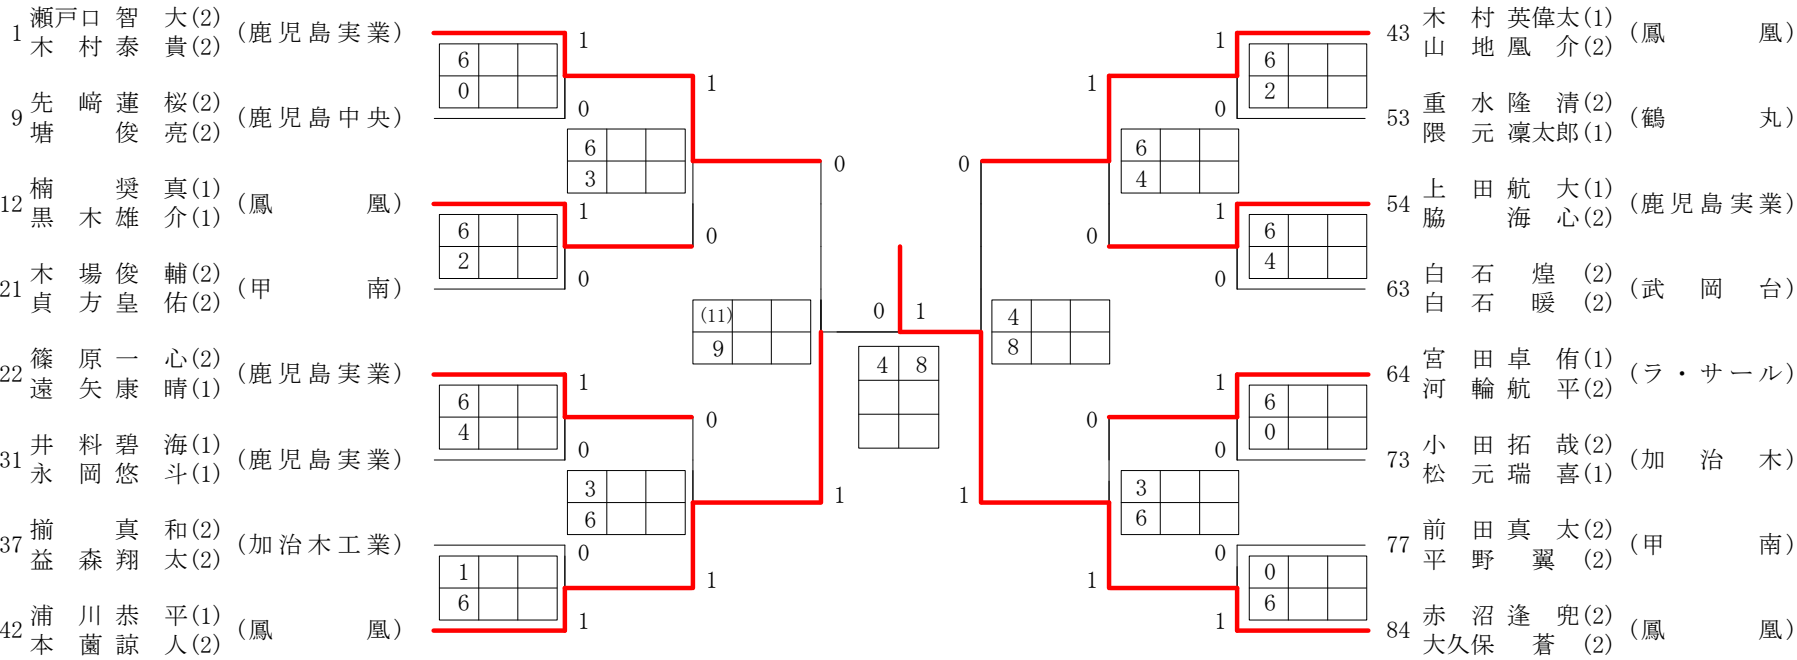 1 瀬戸口 智 大(2) (鹿児島実業)
木 村 泰 貴(2)
6
0
1
0
9 先 﨑 蓮 桜(2) (鹿児島中央)
塘 俊 亮(2)
1
6
3
0
12 楠 奨 真(1) (鳳 凰)
黒 木 雄 介(1)
6
2
1
0
21 木 場 俊 輔(2) (甲 南)
貞 方 皇 佑(2)
0
(11)
9
22 篠 原 一 心(2) (鹿児島実業)
遠 矢 康 晴(1)
6
4
1
0
31 井 料 碧 海(1) (鹿児島実業)
永 岡 悠 斗(1)
0
3
6
1
37 揃 真 和(2) (加治木工業)
益 森 翔 太(2)
1
6
0
1
42 浦 川 恭 平(1) (鳳 凰)
本 薗 諒 人(2)
1
0 1
4 8
43 木 村 英偉太(1) (鳳 凰)
山 地 凰 介(2)
1
6
2
0
53 重 水 隆 清(2) (鶴 丸)
隈 元 凜太郎(1)
1
6
4
0
54 上 田 航 大(1) (鹿児島実業)
脇 海 心(2)
1
6
4
0
63 白 石 煌 (2) (武 岡 台)
白 石 暖 (2)
0
4
8
64 宮 田 卓 侑(1) (ラ・サール)
河 輪 航 平(2)
1
6
0
0
73 小 田 拓 哉(2) (加 治 木)
松 元 瑞 喜(1)
0
3
6
1
77 前 田 真 太(2) (甲 南)
平 野 翼 (2)
0
0
6
1
84 赤 沼 逢 兜(2) (鳳 凰)
大久保 蒼 (2)
1